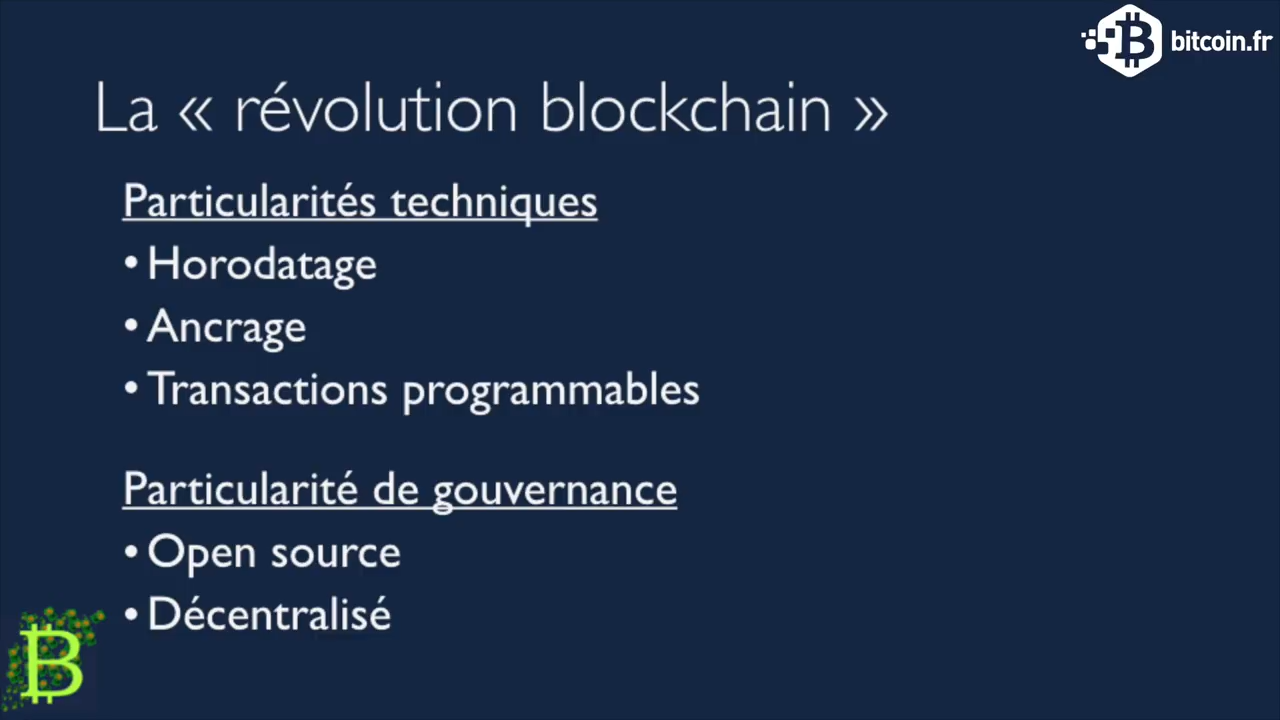 bitcoin.fr
La « révolution blockchain »
Particularités techniques
• Horodatage
• Ancrage
• Transactions programmables
Particularité de gouvernance
• Open source
• Décentralisé